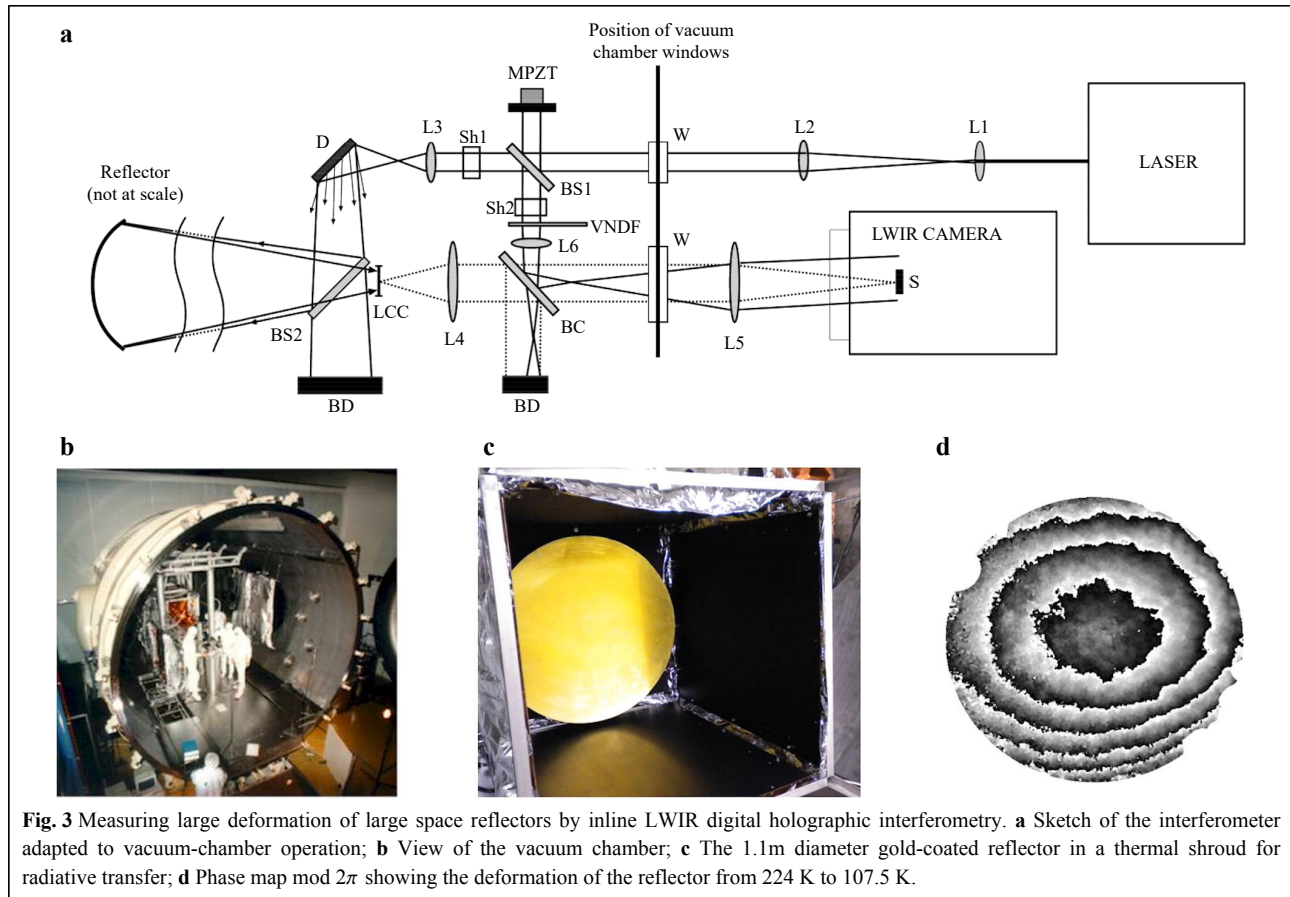 a
Position of vacuum
chamber windows
MPZT
D
L3
Sh1
W
L2
L1
LASER
Reflector
(not at scale)
BS1
Sh2
VNDF
L6
W
LWIR CAMERA
S
LCC
BS2
L4
BC
L5
BD
BD
b
c
d
Fig. 3 Measuring large deformation of large space reflectors by inline LWIR digital holographic interferometry. a Sketch of the interferometer
adapted to vacuum-chamber operation; b View of the vacuum chamber; c The 1.1m diameter gold-coated reflector in a thermal shroud for
radiative transfer; d Phase map mod 2π showing the deformation of the reflector from 224 K to 107.5 K.